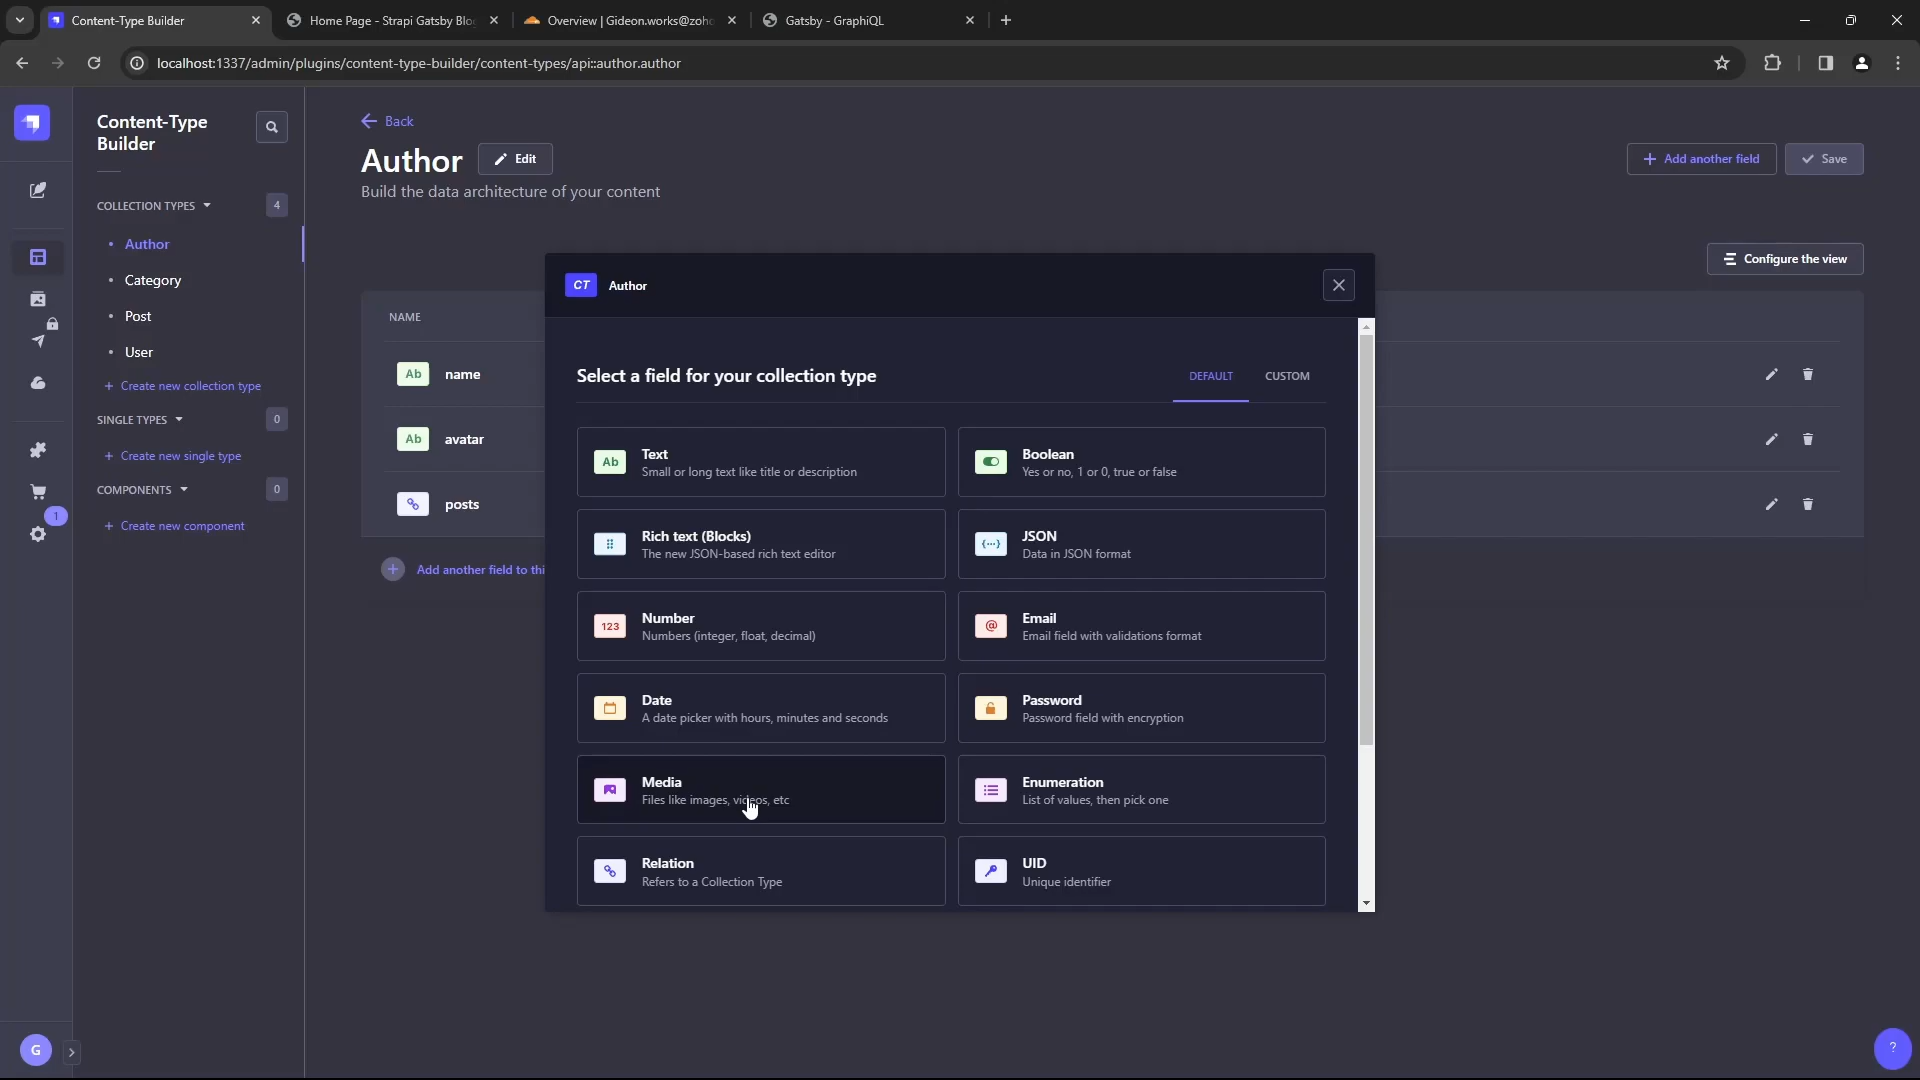 Content-Type Builder
Home Page - Strapi Gatsby Blo
Overview | Gideon.works@zoho
Gatsby - GraphiQL
localhost:1337/admin/plugins/content-type-builder/content-types/api::author.author
Content-Type
Builder
COLLECTION TYPES
4
Author
Category
Post
User
Create new collection type
SINGLE TYPES
0
Create new single type
COMPONENTS
0
Create new component
1
G
Back
Author
Edit
Build the data architecture of your content
Add another field
Save
Configure the view
NAME
Ab name
Ab avatar
posts
Add another field to thi
CT Author
Select a field for your collection type
DEFAULT
CUSTOM
Ab
Text
Small or long text like title or description
Boolean
Yes or no, 1 or 0, true or false
Rich text (Blocks)
The new JSON-based rich text editor
JSON
Data in JSON format
123
Number
Numbers (integer, float, decimal)
@
Email
Email field with validations format
Date
A date picker with hours, minutes and seconds
Password
Password field with encryption
Media
Files like images, videos, etc
Enumeration
List of values, then pick one
Relation
Refers to a Collection Type
UID
Unique identifier
?